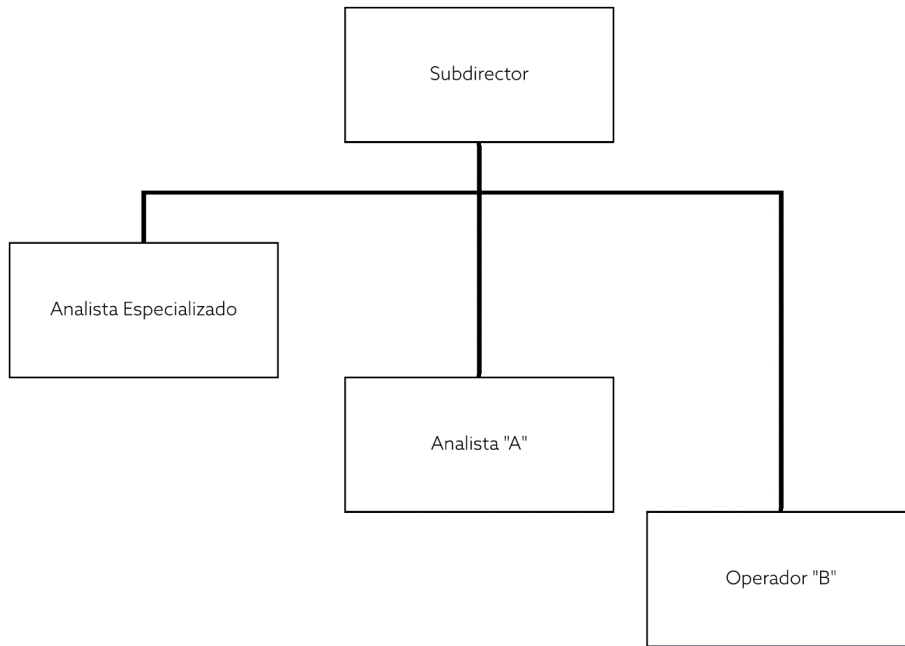 Subdirector
Analista Especializado
Analista "A"
Operador "B"